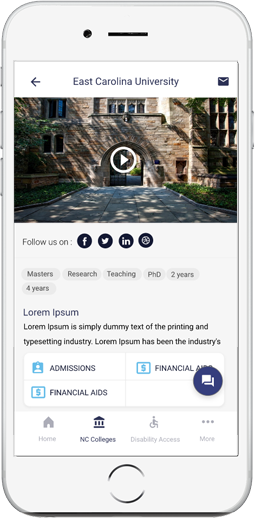 East Carolina University
Follow us on :
Masters Research Teaching PhD 2 years
4 years
Lorem Ipsum
Lorem Ipsum is simply dummy text of the printing and
typesetting industry. Lorem Ipsum has been the industry's
ADMISSIONS FINANCIAL AIDS
FINANCIAL AIDS
Home NC Colleges Disability Access More